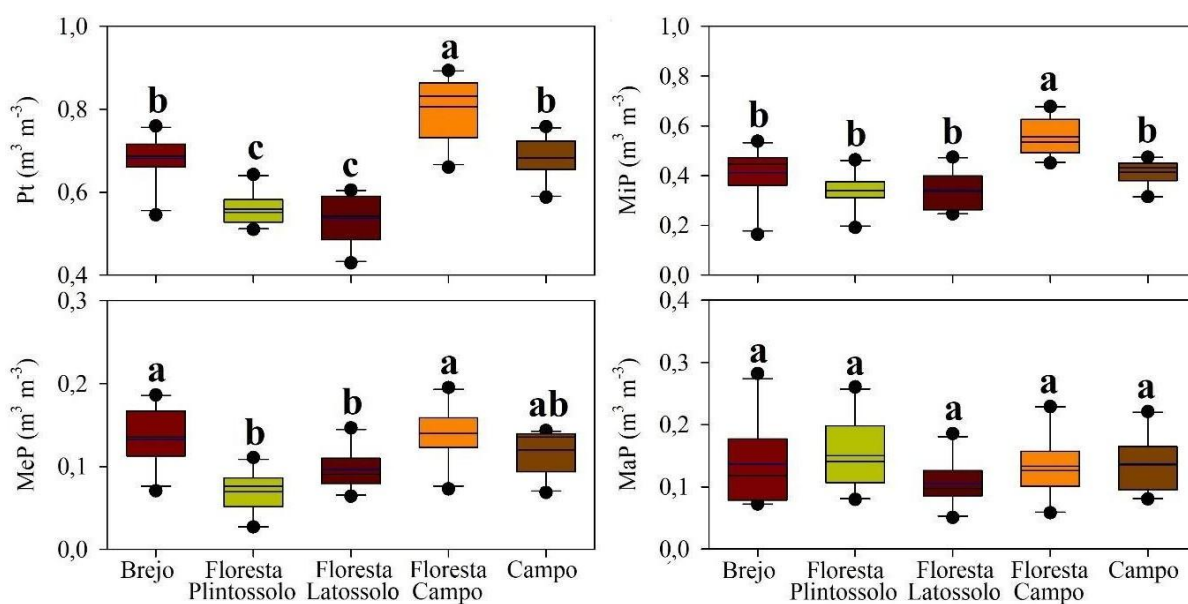 Pt (m³ m⁻³)
1,0
0,8
0,6
0,4
b
c
c
a
b
MiP (m³ m⁻³)
1,0
0,8
0,6
0,4
0,2
0,0
b
b
b
a
b
MeP (m³ m⁻³)
0,3
0,2
0,1
0,0
a
b
b
a
ab
Brejo
Floresta
Plintossolo
Floresta
Latossolo
Floresta
Campo
Campo
MaP (m³ m⁻³)
0,4
0,3
0,2
0,1
0,0
a
a
a
a
a
Brejo
Floresta
Plintossolo
Floresta
Latossolo
Floresta
Campo
Campo